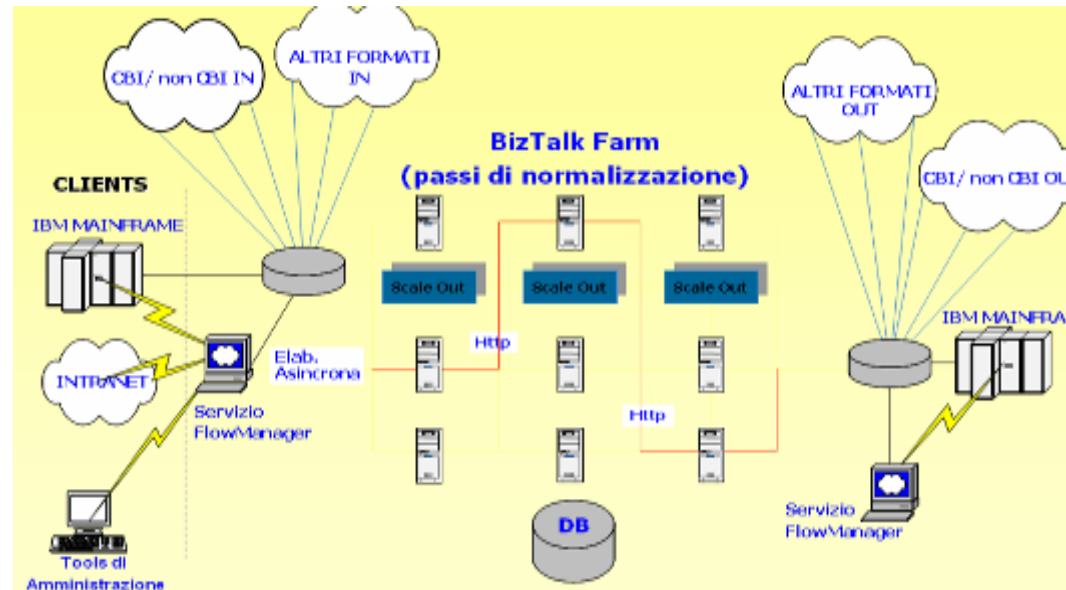 CBI/ non CBI IN
ALTRI FORMATI
IN
ALTRI FORMATI
OUT
CBI/ non CBI OU
BizTalk Farm
(passi di normalizzazione)
CLIENTS
IBM MAINFRAME
Scale Out
Scale Out
Scale Out
IBM MAINFRA
Http
Elab.
Asincrona
INTRANET
Servizio
FlowManager
Http
DB
Servizio
FlowManager
Tools di
Amministrazione